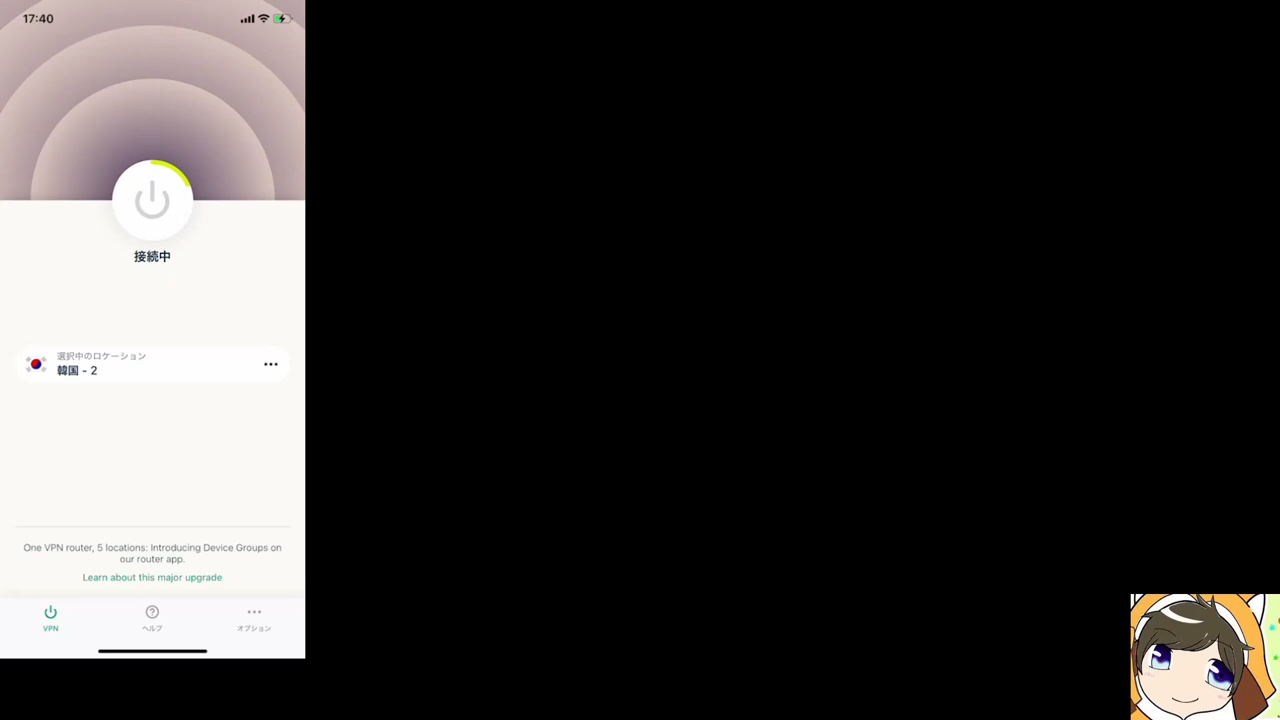 17:40
接続中
選択中のロケーション
韓国 - 2
One VPN router, 5 locations: Introducing Device Groups on
our router app.
Learn about this major upgrade
VPN
ヘルプ
オプション